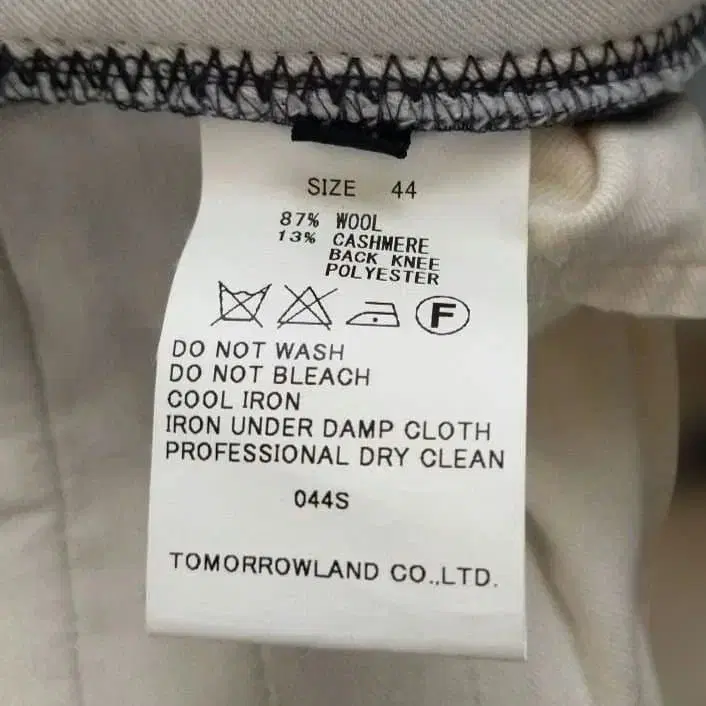 SIZE 44
87% WOOL
13% CASHMERE
BACK KNEE
POLYESTER
F
DO NOT WASH
DO NOT BLEACH
COOL IRON
IRON UNDER DAMP CLOTH
PROFESSIONAL DRY CLEAN
044S
TOMORROWLAND CO.,LTD.